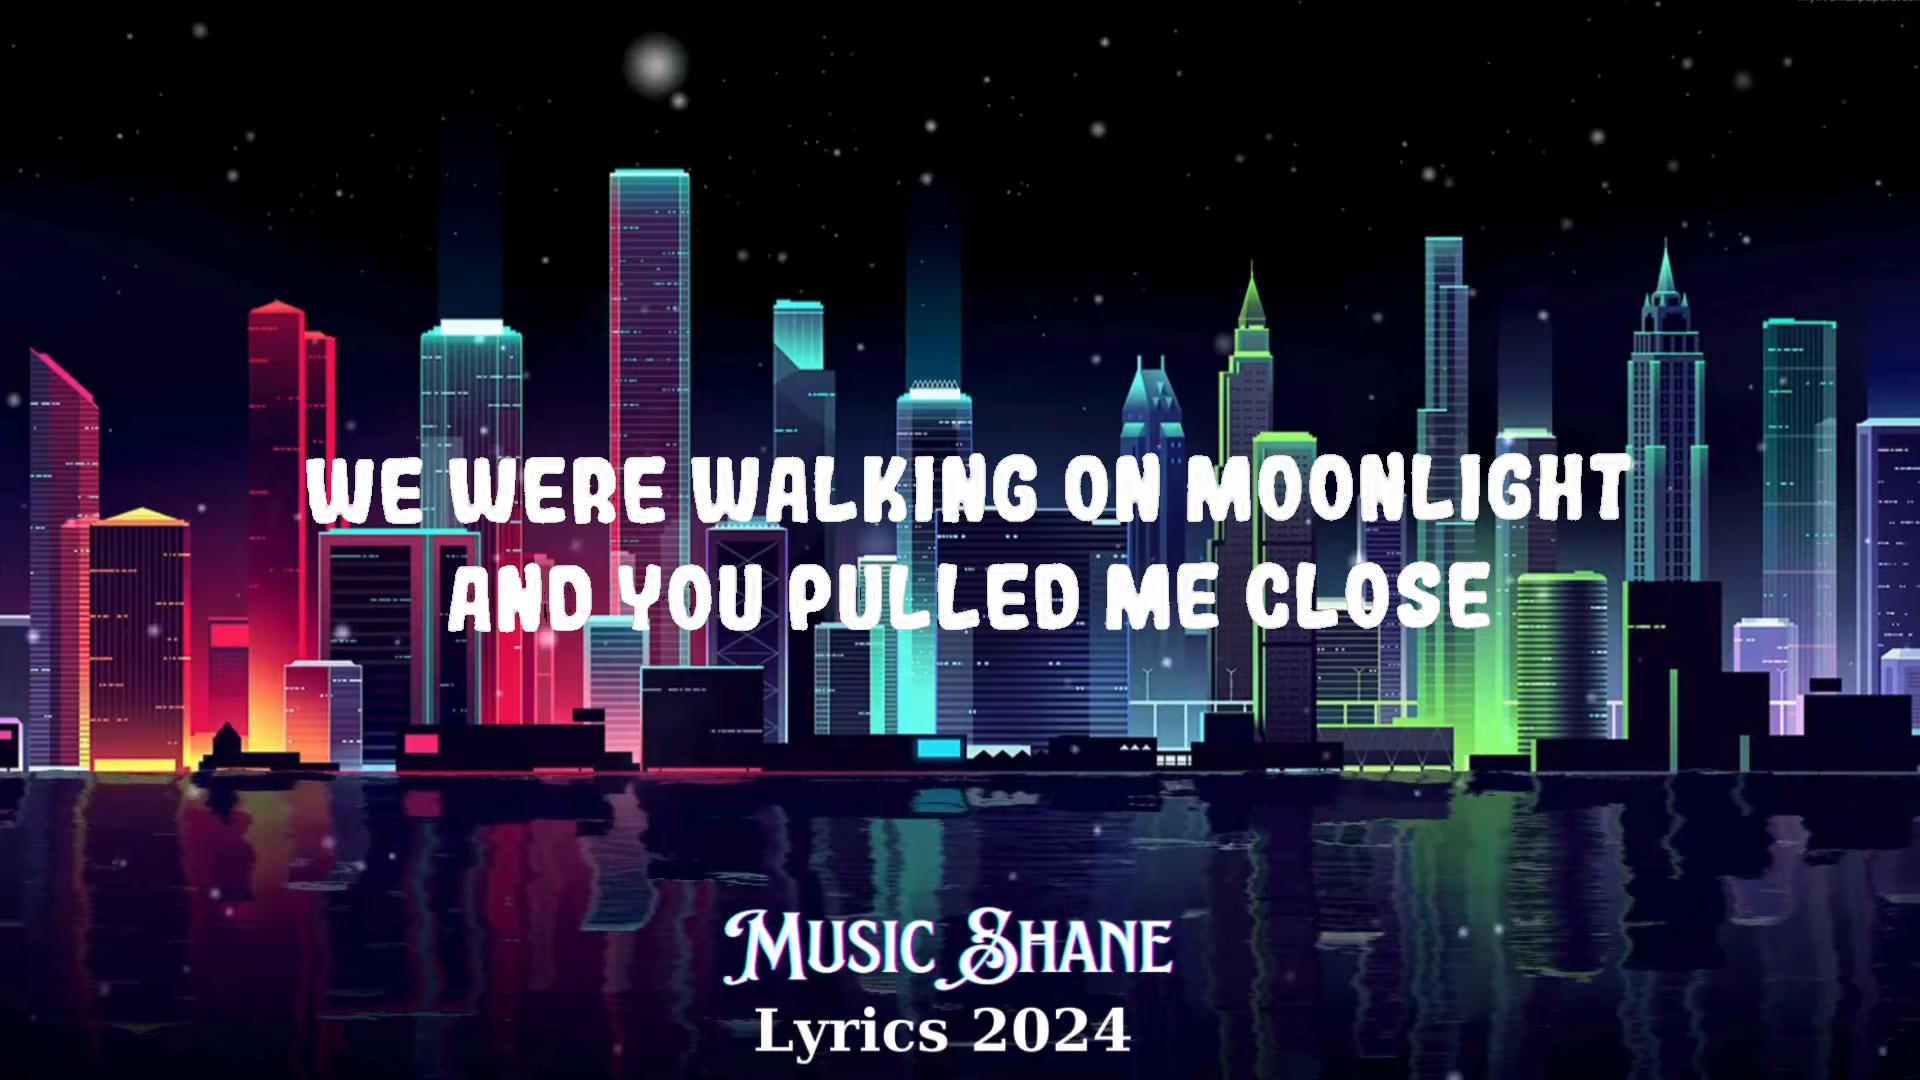 WE WERE WALKING ON MOONLIGHT
AND YOU PULLED ME CLOSE
MUSIC SHANE
Lyrics 2024